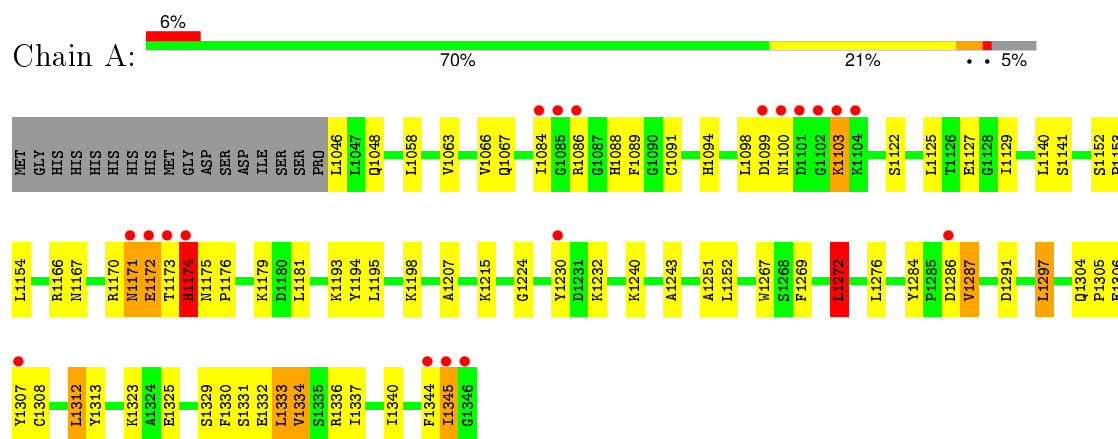 6%
Chain A:
70% 21% • • 5%
MET GLY HIS HIS HIS HIS HIS HIS MET GLY ASP SER ASP ILE SER SER PRO L1046 L1047 Q1048 L1058 V1063 V1066 Q1067 I1084 G1085 R1086 G1087 H1088 F1089 G1090 C1091 H1094 L1098 D1099 N1100 D1101 G1102 K1103 K1104 S1122 L1125 T1126 E1127 G1128 I1129 L1140 S1141 S1152 P1153
L1154 R1166 N1167 R1170 N1171 E1172 T1173 H1174 N1175 P1176 K1179 D1180 L1181 K1193 Y1194 L1195 K1198 A1207 K1215 G1224 Y1230 D1231 K1232 K1240 A1243 A1251 L1252 W1267 S1268 F1269 L1272 L1276 Y1284 P1285 D1286 V1287 D1291 L1297 Q1304 P1305 E1306
Y1307 C1308 L1312 Y1313 K1323 A1324 E1325 S1329 F1330 S1331 E1332 L1333 V1334 S1335 R1336 I1337 I1340 F1344 I1345 G1346